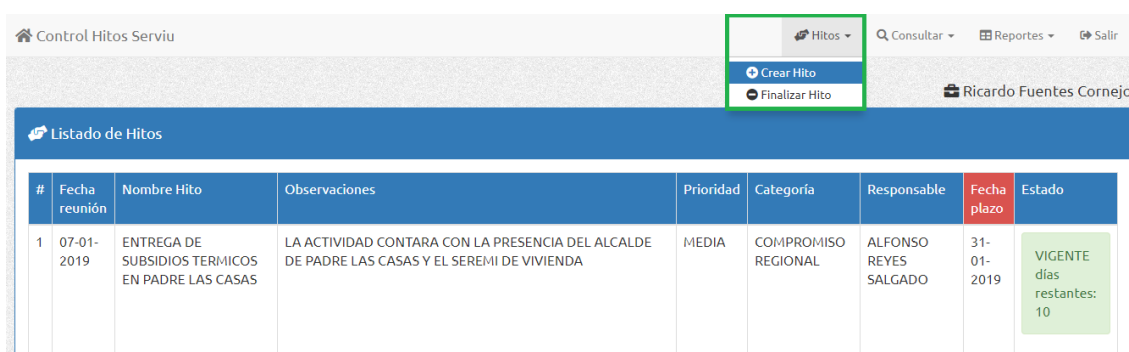 Control Hitos Serviu
Hitos
Consultar
Reportes
Salir
Crear Hito
Finalizar Hito
Ricardo Fuentes Cornejo
Listado de Hitos
# Fecha reunión Nombre Hito Observaciones Prioridad Categoría Responsable Fecha plazo Estado
1
07-01-
2019
ENTREGA DE
SUBSIDIOS TERMICOS
EN PADRE LAS CASAS
LA ACTIVIDAD CONTARA CON LA PRESENCIA DEL ALCALDE
DE PADRE LAS CASAS Y EL SEREMI DE VIVIENDA
MEDIA
COMPROMISO
REGIONAL
ALFONSO
REYES
SALGADO
31-
01-
2019
VIGENTE
días
restantes:
10